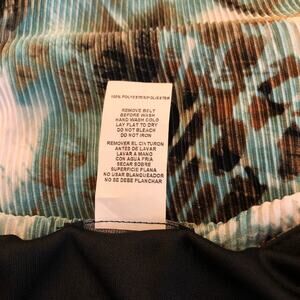 100% POLYESTER/POLIESTER
REMOVE BELT
BEFORE WASH
HAND WASH COLD
LAY FLAT TO DRY
DO NOT BLEACH
DO NOT IRON
REMOVER EL CINTURON
ANTES DE LAVAR
LAVAR A MANO
CON AGUA FRIA
SECAR SOBRE
SUPERFICIE PLANA
NO USAR BLANQUEADOR
NO SE DEBE PLANCHAR